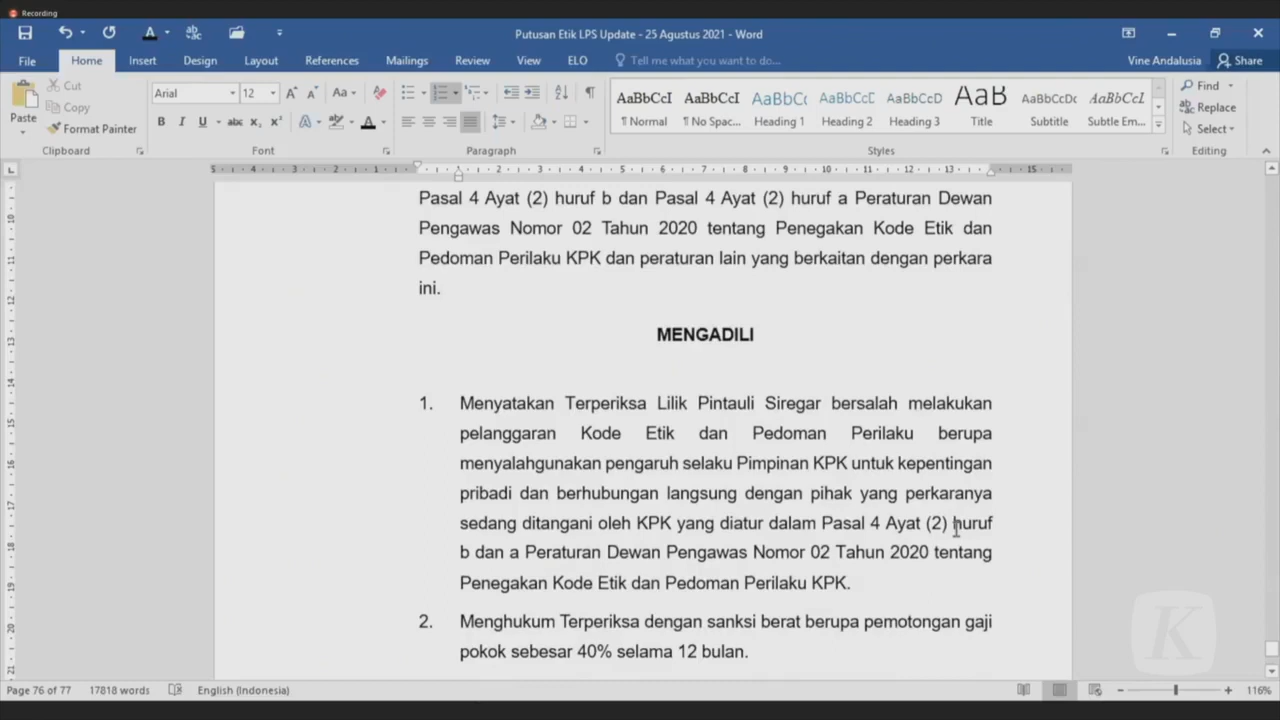 Recording
Putusan Etik LPS Update - 25 Agustus 2021 - Word
File Home Insert Design Layout References Mailings Review View ELO Tell me what you want to do... Vine Andalusia Share
Cut
Copy
Format Painter
Paste
Clipboard
Arial 12
Font
Paragraph
AaBbCcI AaBbCcI AaBbCc AaBbCcC AaBbCcD AaB AaBbCcDc AaBbCcL
¶ Normal ¶ No Spac... Heading 1 Heading 2 Heading 3 Title Subtitle Subtle Em...
Styles
Find
Replace
Select
Editing
Pasal 4 Ayat (2) huruf b dan Pasal 4 Ayat (2) huruf a Peraturan Dewan
Pengawas Nomor 02 Tahun 2020 tentang Penegakan Kode Etik dan
Pedoman Perilaku KPK dan peraturan lain yang berkaitan dengan perkara
ini.
MENGADILI
1. Menyatakan Terperiksa Lilik Pintauli Siregar bersalah melakukan
pelanggaran Kode Etik dan Pedoman Perilaku berupa
menyalahgunakan pengaruh selaku Pimpinan KPK untuk kepentingan
pribadi dan berhubungan langsung dengan pihak yang perkaranya
sedang ditangani oleh KPK yang diatur dalam Pasal 4 Ayat (2) huruf
b dan a Peraturan Dewan Pengawas Nomor 02 Tahun 2020 tentang
Penegakan Kode Etik dan Pedoman Perilaku KPK.
2. Menghukum Terperiksa dengan sanksi berat berupa pemotongan gaji
pokok sebesar 40% selama 12 bulan.
K
Page 76 of 77 17818 words English (Indonesia) 116%